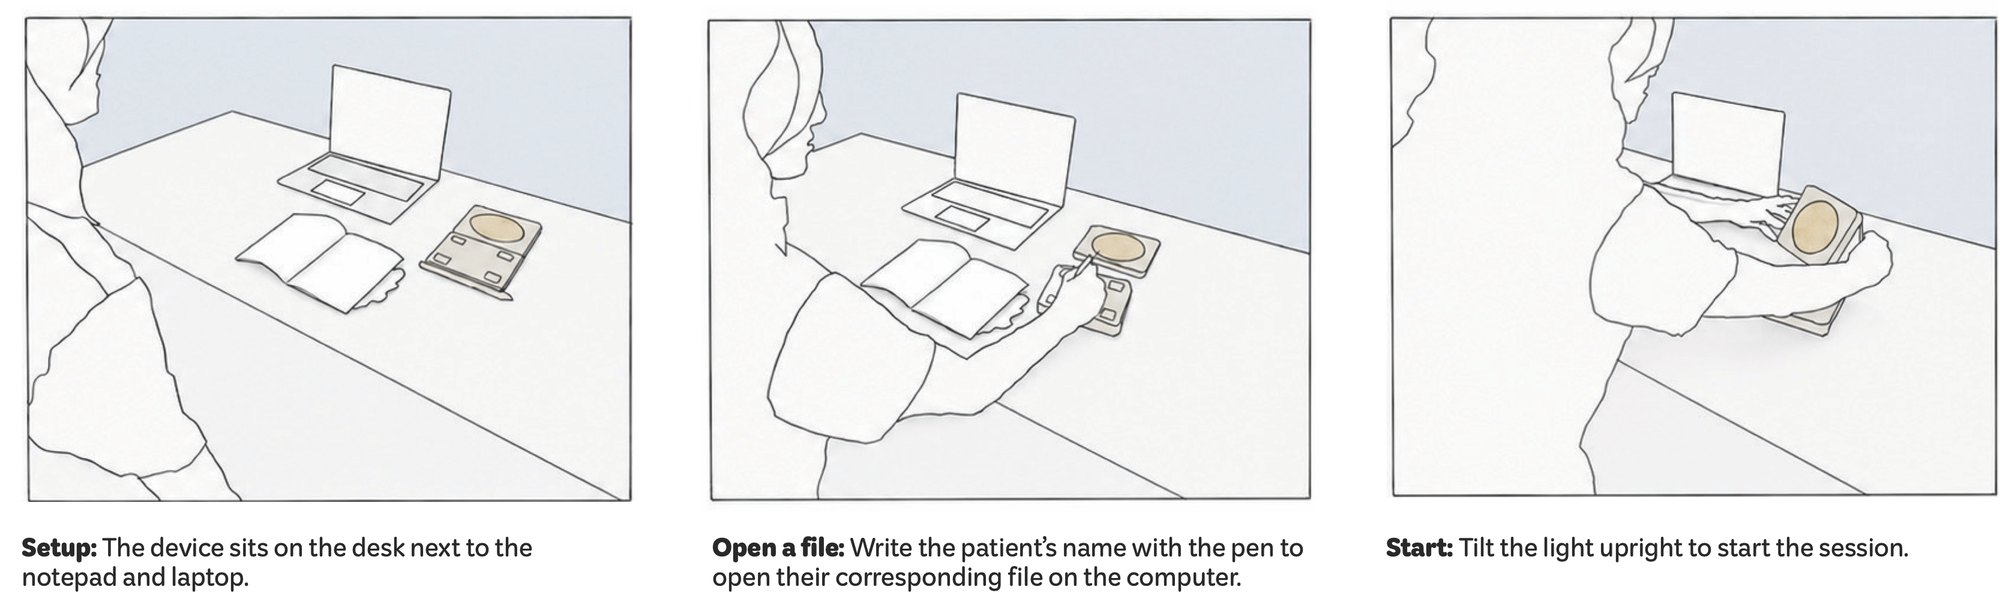 Setup: The device sits on the desk next to the
notepad and laptop.
Open a file: Write the patient’s name with the pen to
open their corresponding file on the computer.
Start: Tilt the light upright to start the session.